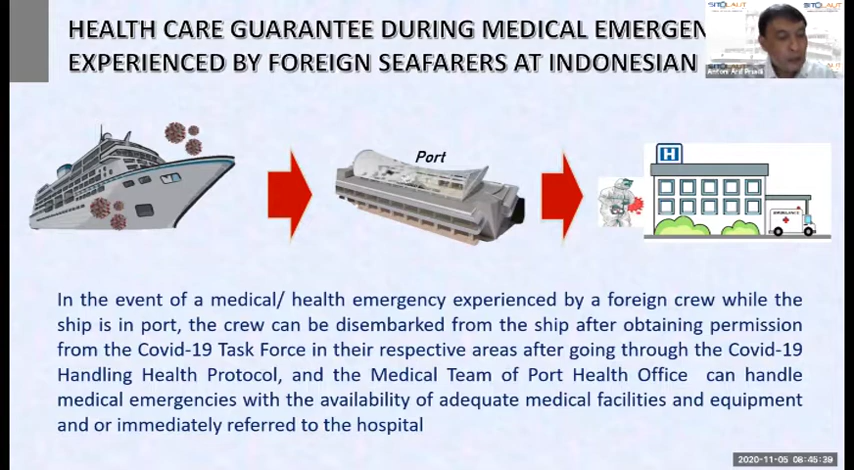 HEALTH CARE GUARANTEE DURING MEDICAL EMERGEN
EXPERIENCED BY FOREIGN SEAFARERS AT INDONESIAN
SITOLAUT
Port
H
AMBULANCE
In the event of a medical/ health emergency experienced by a foreign crew while the
ship is in port, the crew can be disembarked from the ship after obtaining permission
from the Covid-19 Task Force in their respective areas after going through the Covid-19
Handling Health Protocol, and the Medical Team of Port Health Office can handle
medical emergencies with the availability of adequate medical facilities and equipment
and or immediately referred to the hospital
2020-11-05 08:45:39